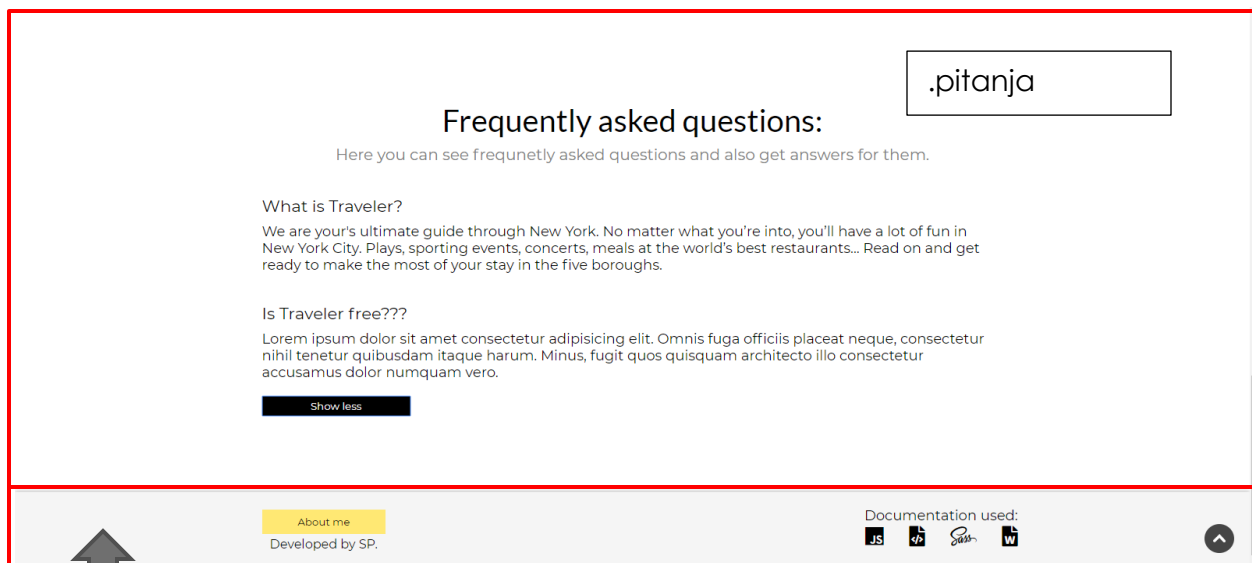 .pitanja
Frequently asked questions:
Here you can see frequnetly asked questions and also get answers for them.
What is Traveler?
We are your's ultimate guide through New York. No matter what you’re into, you’ll have a lot of fun in
New York City. Plays, sporting events, concerts, meals at the world’s best restaurants... Read on and get
ready to make the most of your stay in the five boroughs.
Is Traveler free???
Lorem ipsum dolor sit amet consectetur adipisicing elit. Omnis fuga officiis placeat neque, consectetur
nihil tenetur quibusdam itaque harum. Minus, fugit quos quisquam architecto illo consectetur
accusamus dolor numquam vero.
Show less
About me
Developed by SP.
Documentation used:
JS </> Sass W